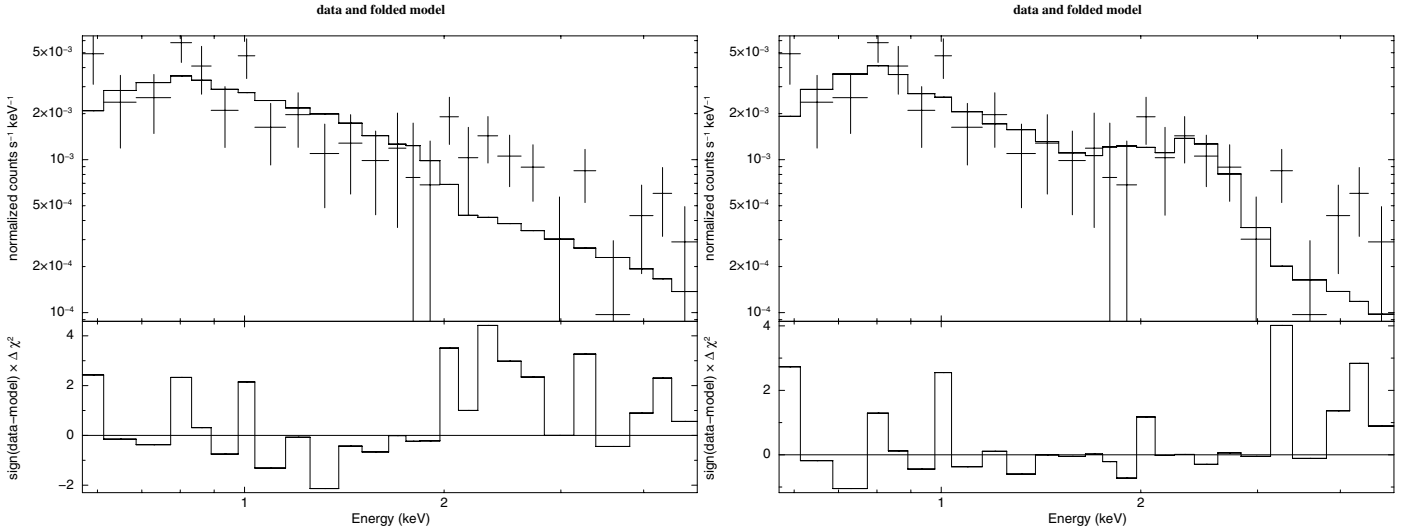 data and folded model
normalized counts s⁻¹ keV⁻¹
5×10⁻³
2×10⁻³
10⁻³
5×10⁻⁴
2×10⁻⁴
10⁻⁴
sign(data−model) × Δ χ²
4
2
0
−2
1
2
Energy (keV)
data and folded model
normalized counts s⁻¹ keV⁻¹
5×10⁻³
2×10⁻³
10⁻³
5×10⁻⁴
2×10⁻⁴
10⁻⁴
sign(data−model) × Δ χ²
4
2
0
1
2
Energy (keV)